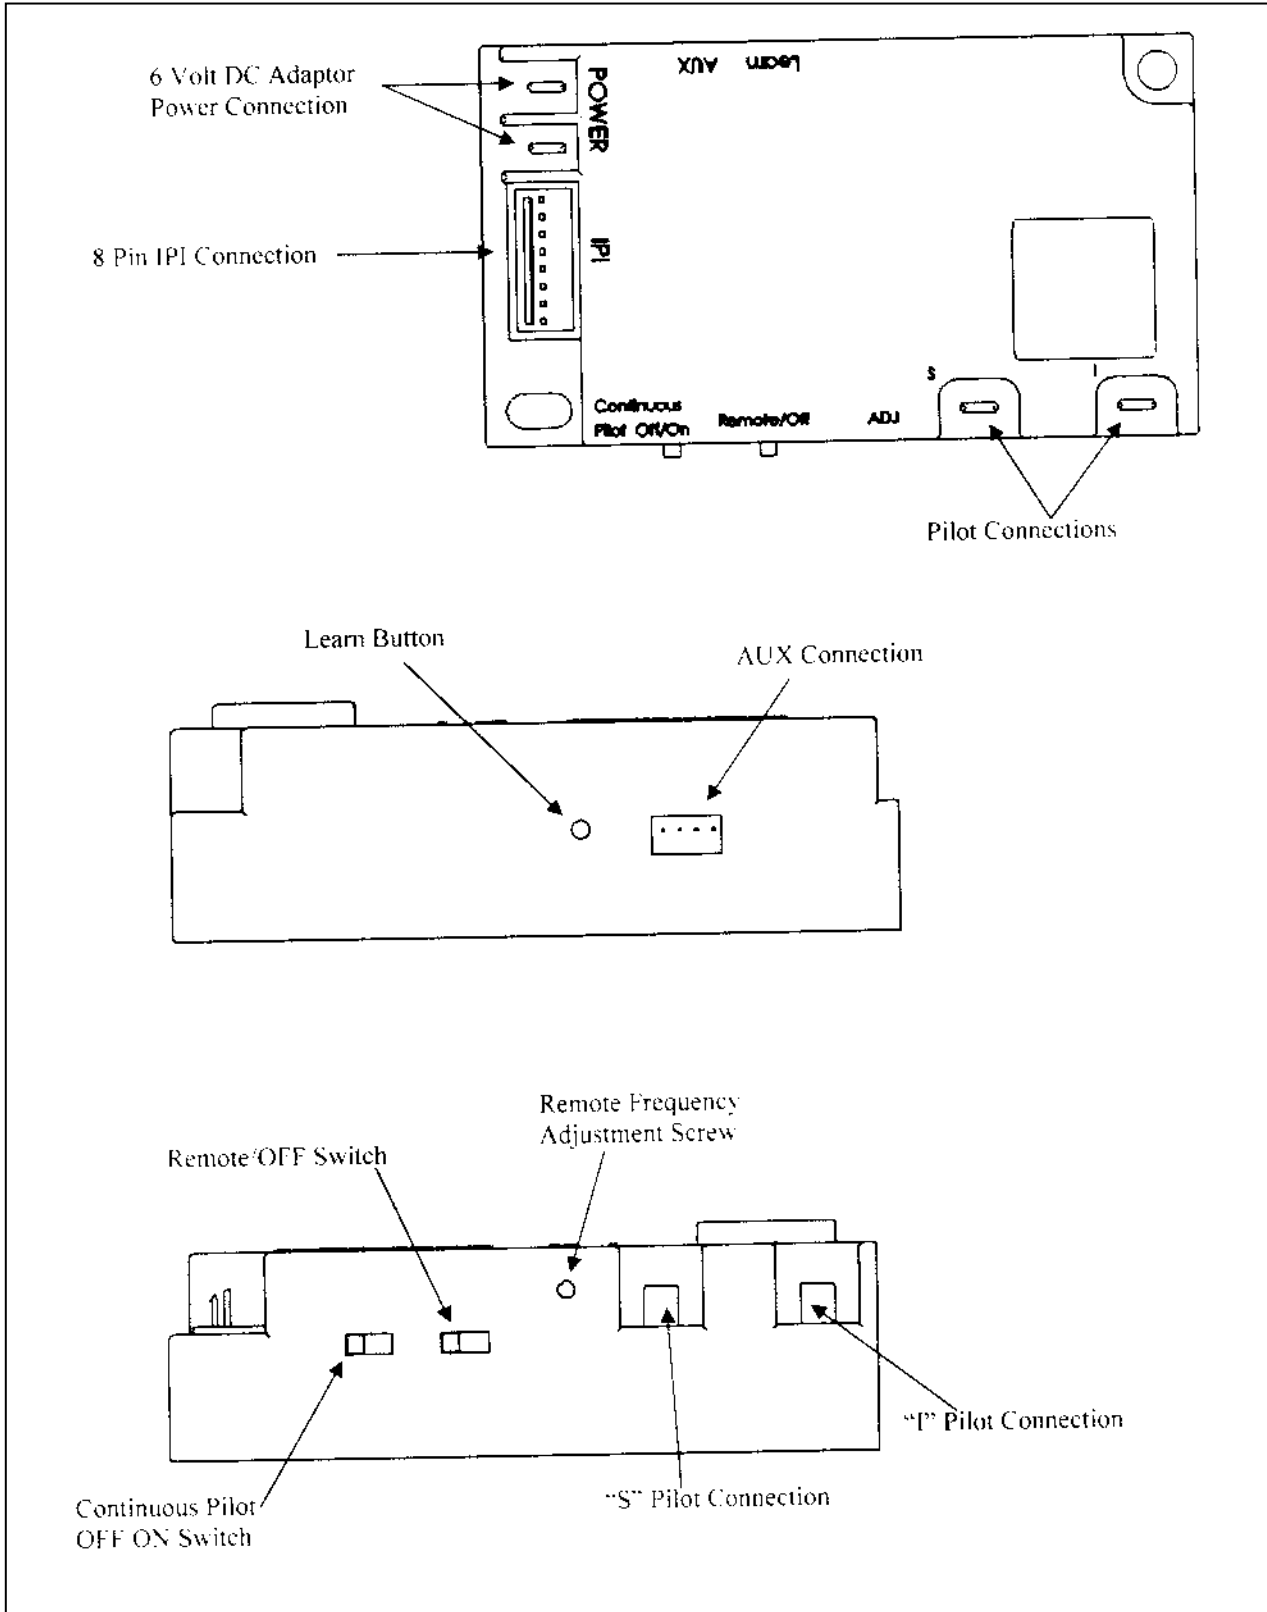 6 Volt DC Adaptor
Power Connection
POWER
AUX Learn
8 Pin IPI Connection
IPI
S
I
Continuous
Pilot Off/On
Remote/Off
ADJ
Pilot Connections
Learn Button
AUX Connection
Remote Frequency
Adjustment Screw
Remote/OFF Switch
"I" Pilot Connection
"S" Pilot Connection
Continuous Pilot
OFF ON Switch